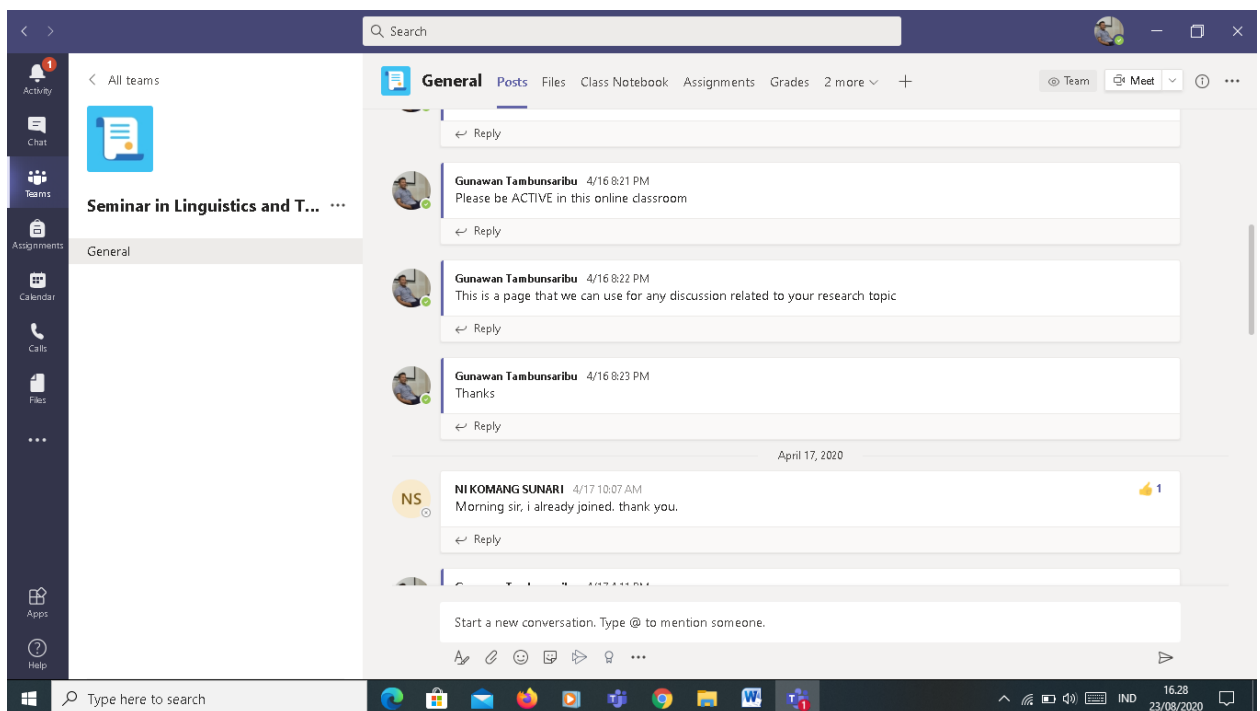 Search
1
Activity
Chat
Teams
Assignments
Calendar
Calls
Files
Apps
Help
All teams
Seminar in Linguistics and T...
General
General Posts Files Class Notebook Assignments Grades 2 more
Team
Meet
Reply
Gunawan Tambunsaribu 4/16 8:21 PM
Please be ACTIVE in this online classroom
Reply
Gunawan Tambunsaribu 4/16 8:22 PM
This is a page that we can use for any discussion related to your research topic
Reply
Gunawan Tambunsaribu 4/16 8:23 PM
Thanks
Reply
April 17, 2020
NS
NI KOMANG SUNARI 4/17 10:07 AM
1
Morning sir, i already joined. thank you.
Reply
Start a new conversation. Type @ to mention someone.
Type here to search
1
IND
16.28
23/08/2020